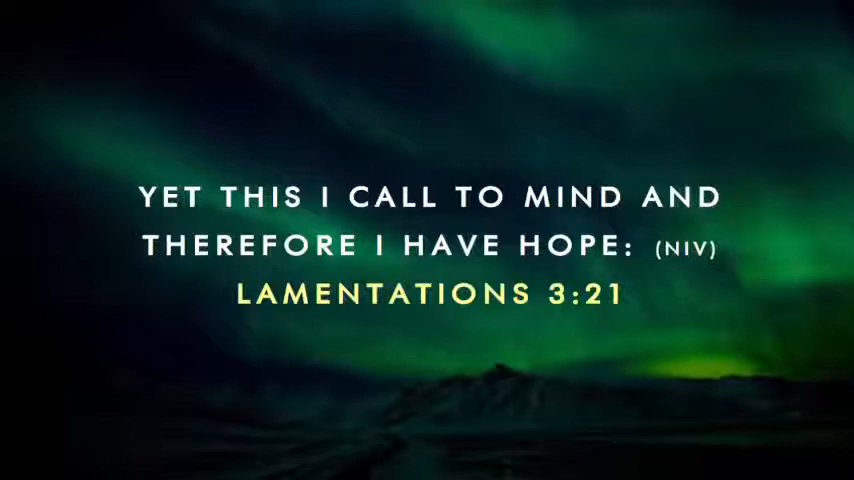 YET THIS I CALL TO MIND AND
THEREFORE I HAVE HOPE: (NIV)
LAMENTATIONS 3:21